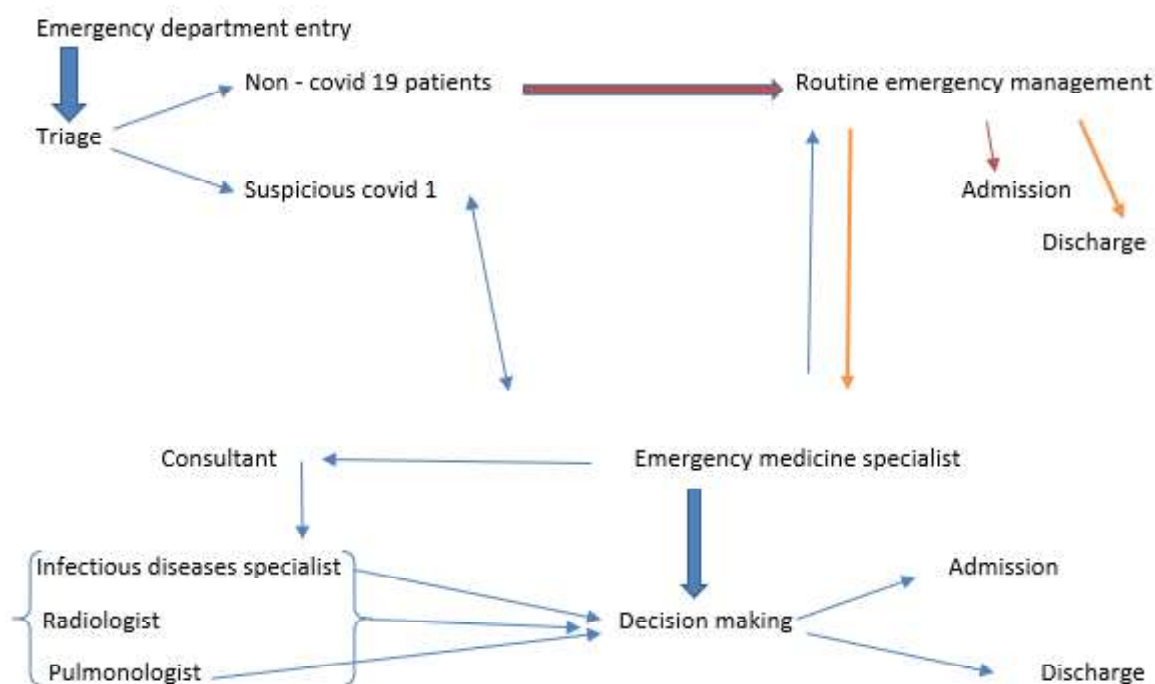 Emergency department entry
Non - covid 19 patients
Routine emergency management
Triage
Suspicious covid 1
Admission
Discharge
Consultant
Emergency medicine specialist
Infectious diseases specialist
Admission
Radiologist
Decision making
Pulmonologist
Discharge